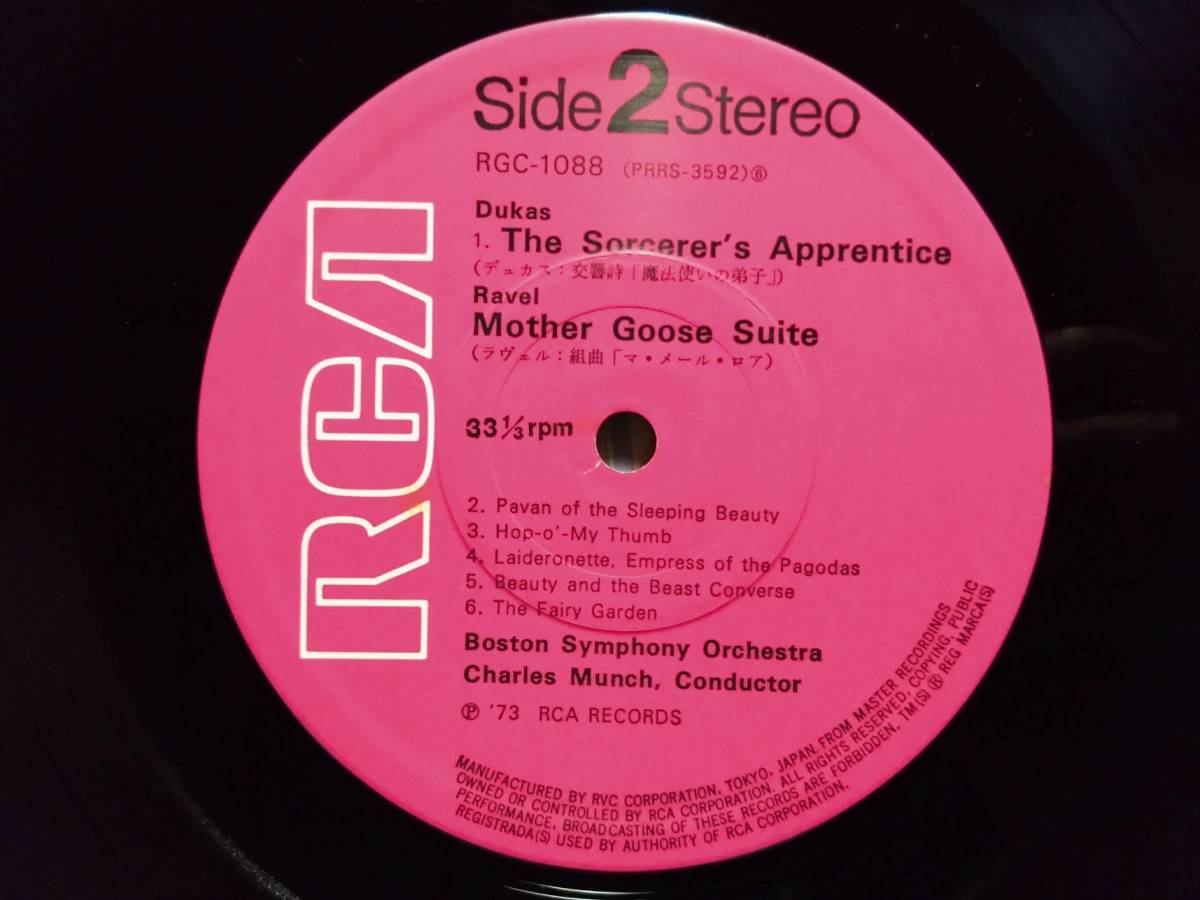 Side 2 Stereo
RGC-1088 (PRRS-3592)⑥
Dukas
1. The Sorcerer's Apprentice
(デュカス：交響詩「魔法使いの弟子」)
Ravel
Mother Goose Suite
(ラヴェル：組曲「マ・メール・ロア)
RCA
33⅓ rpm
2. Pavan of the Sleeping Beauty
3. Hop-o'-My Thumb
4. Laideronette, Empress of the Pagodas
5. Beauty and the Beast Converse
6. The Fairy Garden
Boston Symphony Orchestra
Charles Munch, Conductor
℗ '73 RCA RECORDS
MANUFACTURED BY RVC CORPORATION, TOKYO, JAPAN. FROM MASTER RECORDINGS
OWNED OR CONTROLLED BY RCA CORPORATION. ALL RIGHTS RESERVED, COPYING, PUBLIC
PERFORMANCE, BROADCASTING OF THESE RECORDS ARE FORBIDDEN. TM(S) ® REG MARCA(S)
REGISTRADA(S) USED BY AUTHORITY OF RCA CORPORATION.